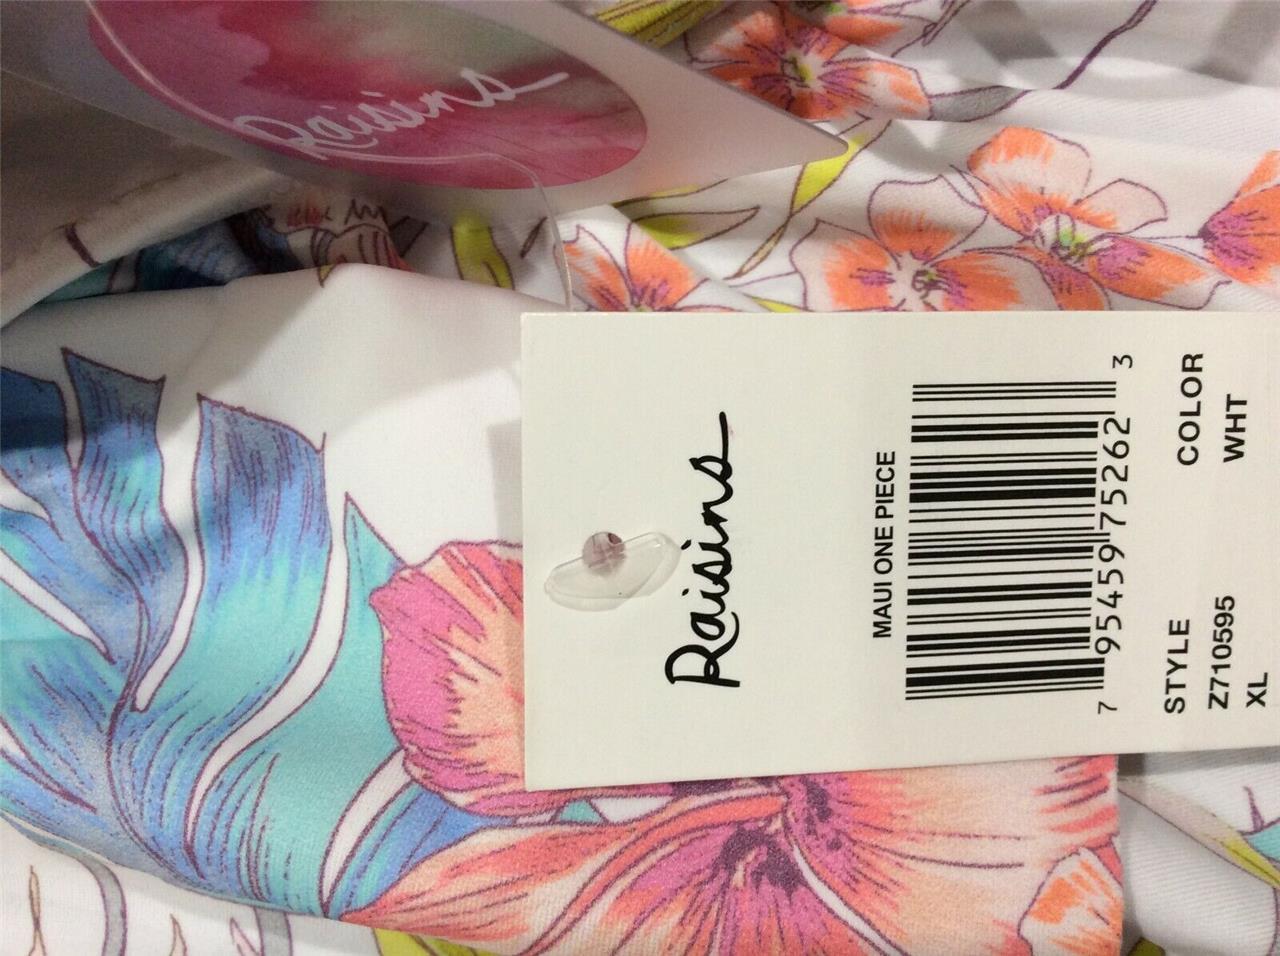 Raisins
Raisins
MAUI ONE PIECE
7 95459 75262 3
STYLE COLOR
Z710595 WHT
XL